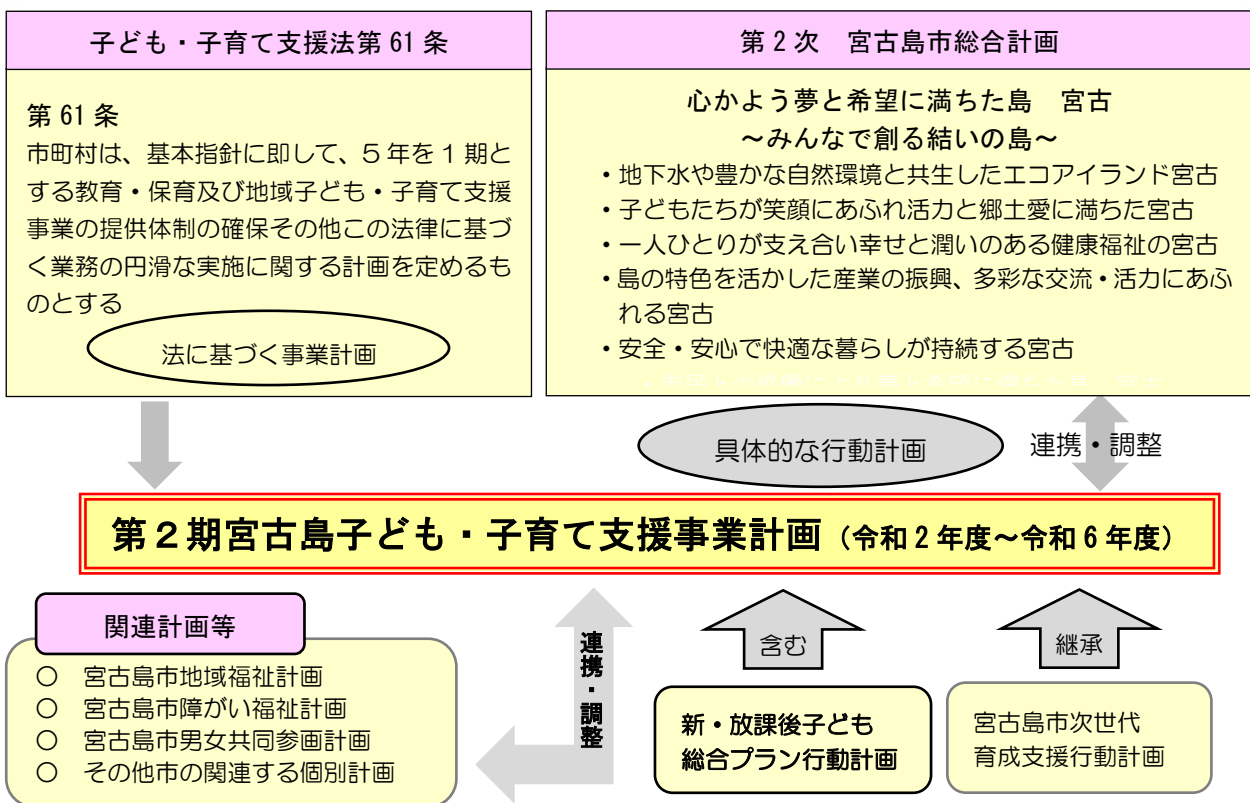 子ども・子育て支援法第61条
第61条
市町村は、基本指針に即して、5年を1期と
する教育・保育及び地域子ども・子育て支援
事業の提供体制の確保その他この法律に基づ
く業務の円滑な実施に関する計画を定めるも
のとする
法に基づく事業計画
第2次　宮古島市総合計画
心かよう夢と希望に満ちた島　宮古
～みんなで創る結いの島～
・地下水や豊かな自然環境と共生したエコアイランド宮古
・子どもたちが笑顔にあふれ活力と郷土愛に満ちた宮古
・一人ひとりが支え合い幸せと潤いのある健康福祉の宮古
・島の特色を活かした産業の振興、多彩な交流・活力にあふ
れる宮古
・安全・安心で快適な暮らしが持続する宮古
具体的な行動計画
連携・調整
第２期宮古島子ども・子育て支援事業計画（令和2年度～令和6年度）
関連計画等
○　宮古島市地域福祉計画
○　宮古島市障がい福祉計画
○　宮古島市男女共同参画計画
○　その他市の関連する個別計画
連携・調整
含む
新・放課後子ども
総合プラン行動計画
継承
宮古島市次世代
育成支援行動計画